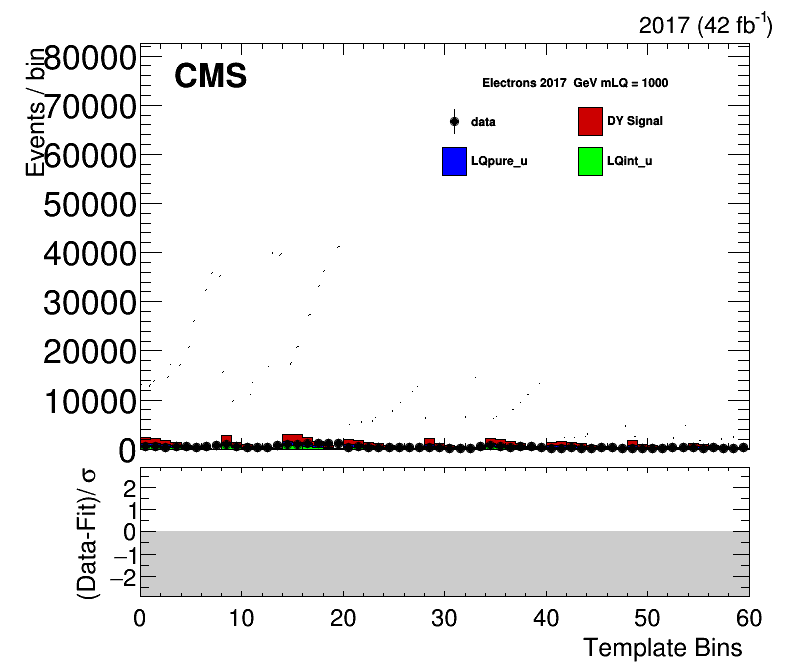 2017 (42 fb-1)
CMS
Electrons 2017 GeV mLQ = 1000
data
DY Signal
LQpure_u
LQint_u
Events / bin
80000
70000
60000
50000
40000
30000
20000
10000
0
(Data-Fit)/ σ
2
1
0
−1
−2
0 10 20 30 40 50 60
Template Bins